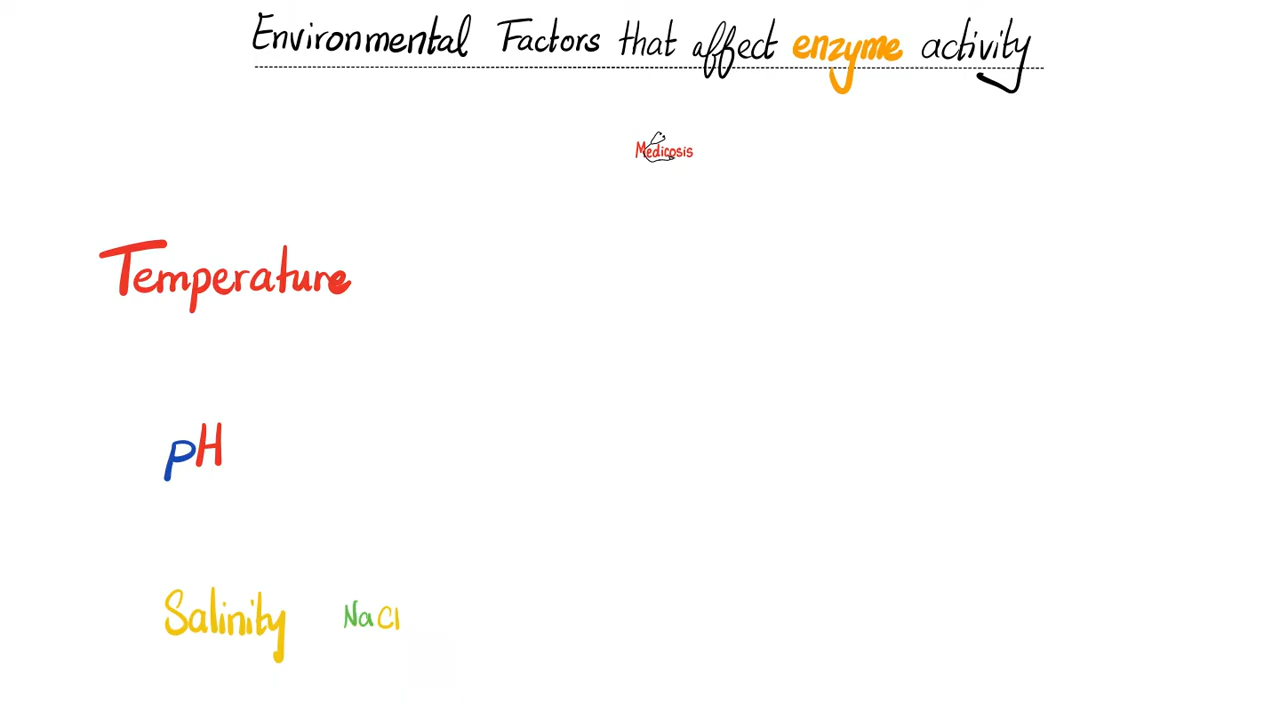 Environmental Factors that affect enzyme activity
Medicosis
Temperature
pH
Salinity NaCl